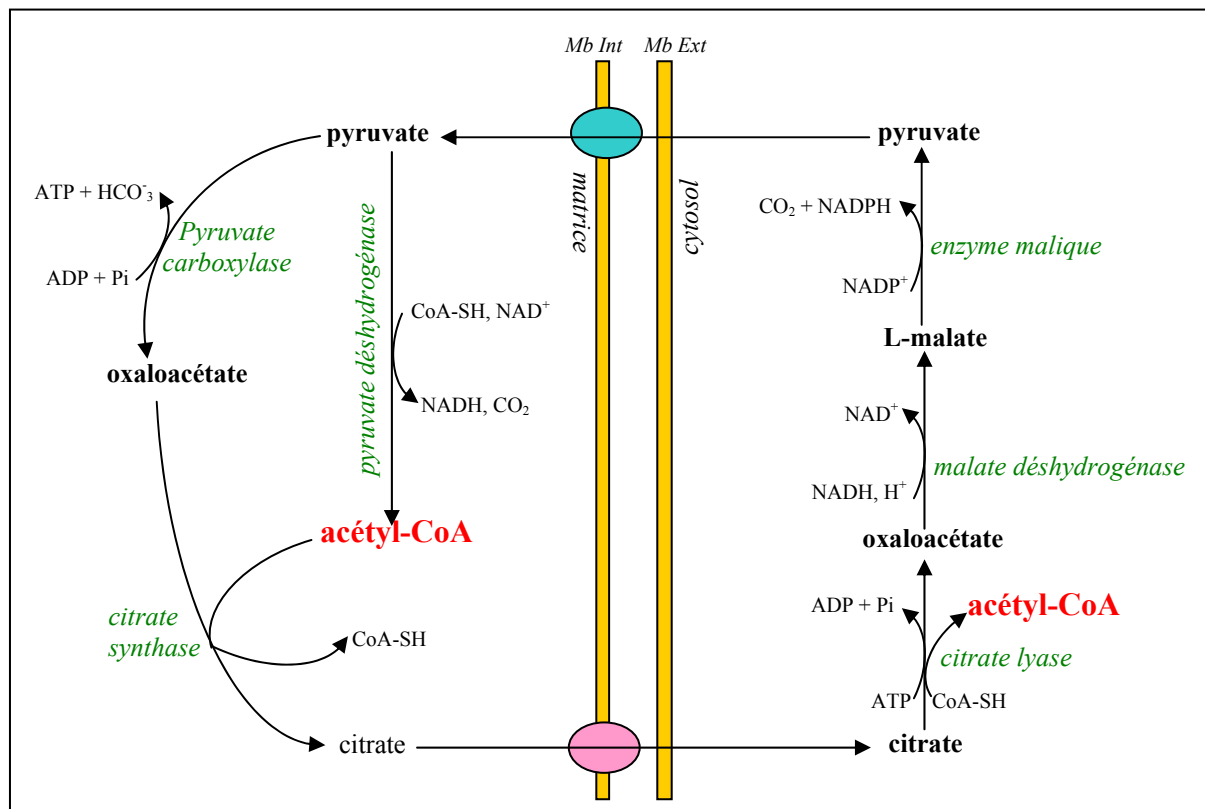 Mb Int
Mb Ext
pyruvate
pyruvate
ATP + HCO⁻₃
Pyruvate
carboxylase
ADP + Pi
oxaloacétate
pyruvate déshydrogénase
CoA-SH, NAD⁺
NADH, CO₂
acétyl-CoA
citrate
synthase
CoA-SH
citrate
matrice
cytosol
CO₂ + NADPH
enzyme malique
NADP⁺
L-malate
NAD⁺
malate déshydrogénase
NADH, H⁺
oxaloacétate
ADP + Pi
acétyl-CoA
citrate lyase
ATP
CoA-SH
citrate